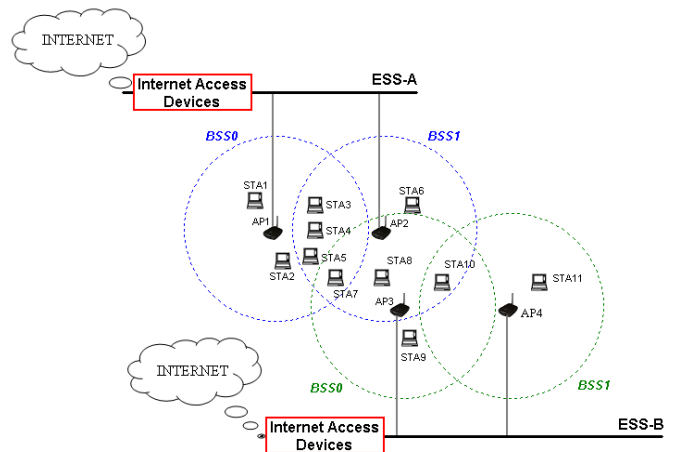 INTERNET
ESS-A
Internet Access
Devices
BSS0
BSS1
STA1
STA6
STA3
AP1
AP2
STA4
STA5
STA2
STA8
STA10
STA7
STA11
AP3
AP4
STA9
INTERNET
BSS0
BSS1
ESS-B
Internet Access
Devices